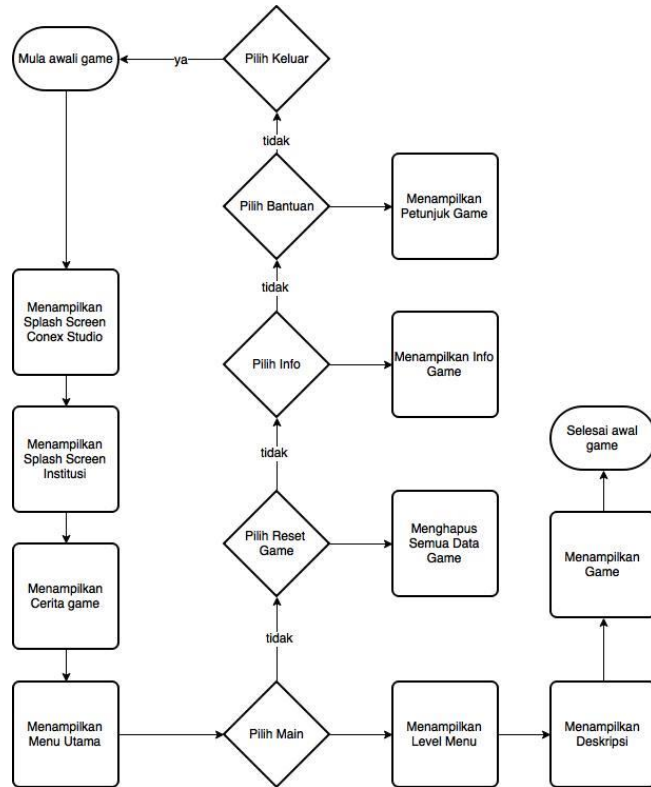 Mula awali game
ya
Pilih Keluar
tidak
Pilih Bantuan
Menampilkan
Petunjuk Game
tidak
Menampilkan
Splash Screen
Conex Studio
Pilih Info
Menampilkan Info
Game
Menampilkan
Splash Screen
Institusi
tidak
Selesai awal
game
Pilih Reset
Game
Menghapus
Semua Data
Game
Menampilkan
Game
Menampilkan
Cerita game
tidak
Menampilkan
Menu Utama
Pilih Main
Menampilkan
Level Menu
Menampilkan
Deskripsi